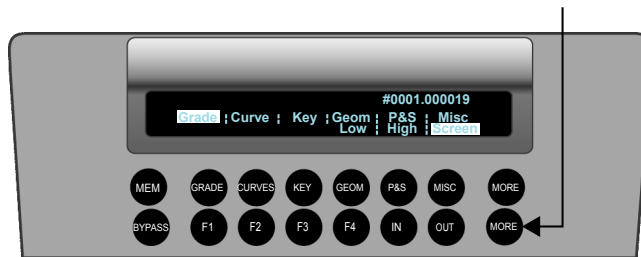 #0001.000019
Grade ¦ Curve ¦ Key ¦ Geom ¦ P&S ¦ Misc
Low ¦ High ¦ Screen
MEM GRADE CURVES KEY GEOM P&S MISC MORE
BYPASS F1 F2 F3 F4 IN OUT MORE